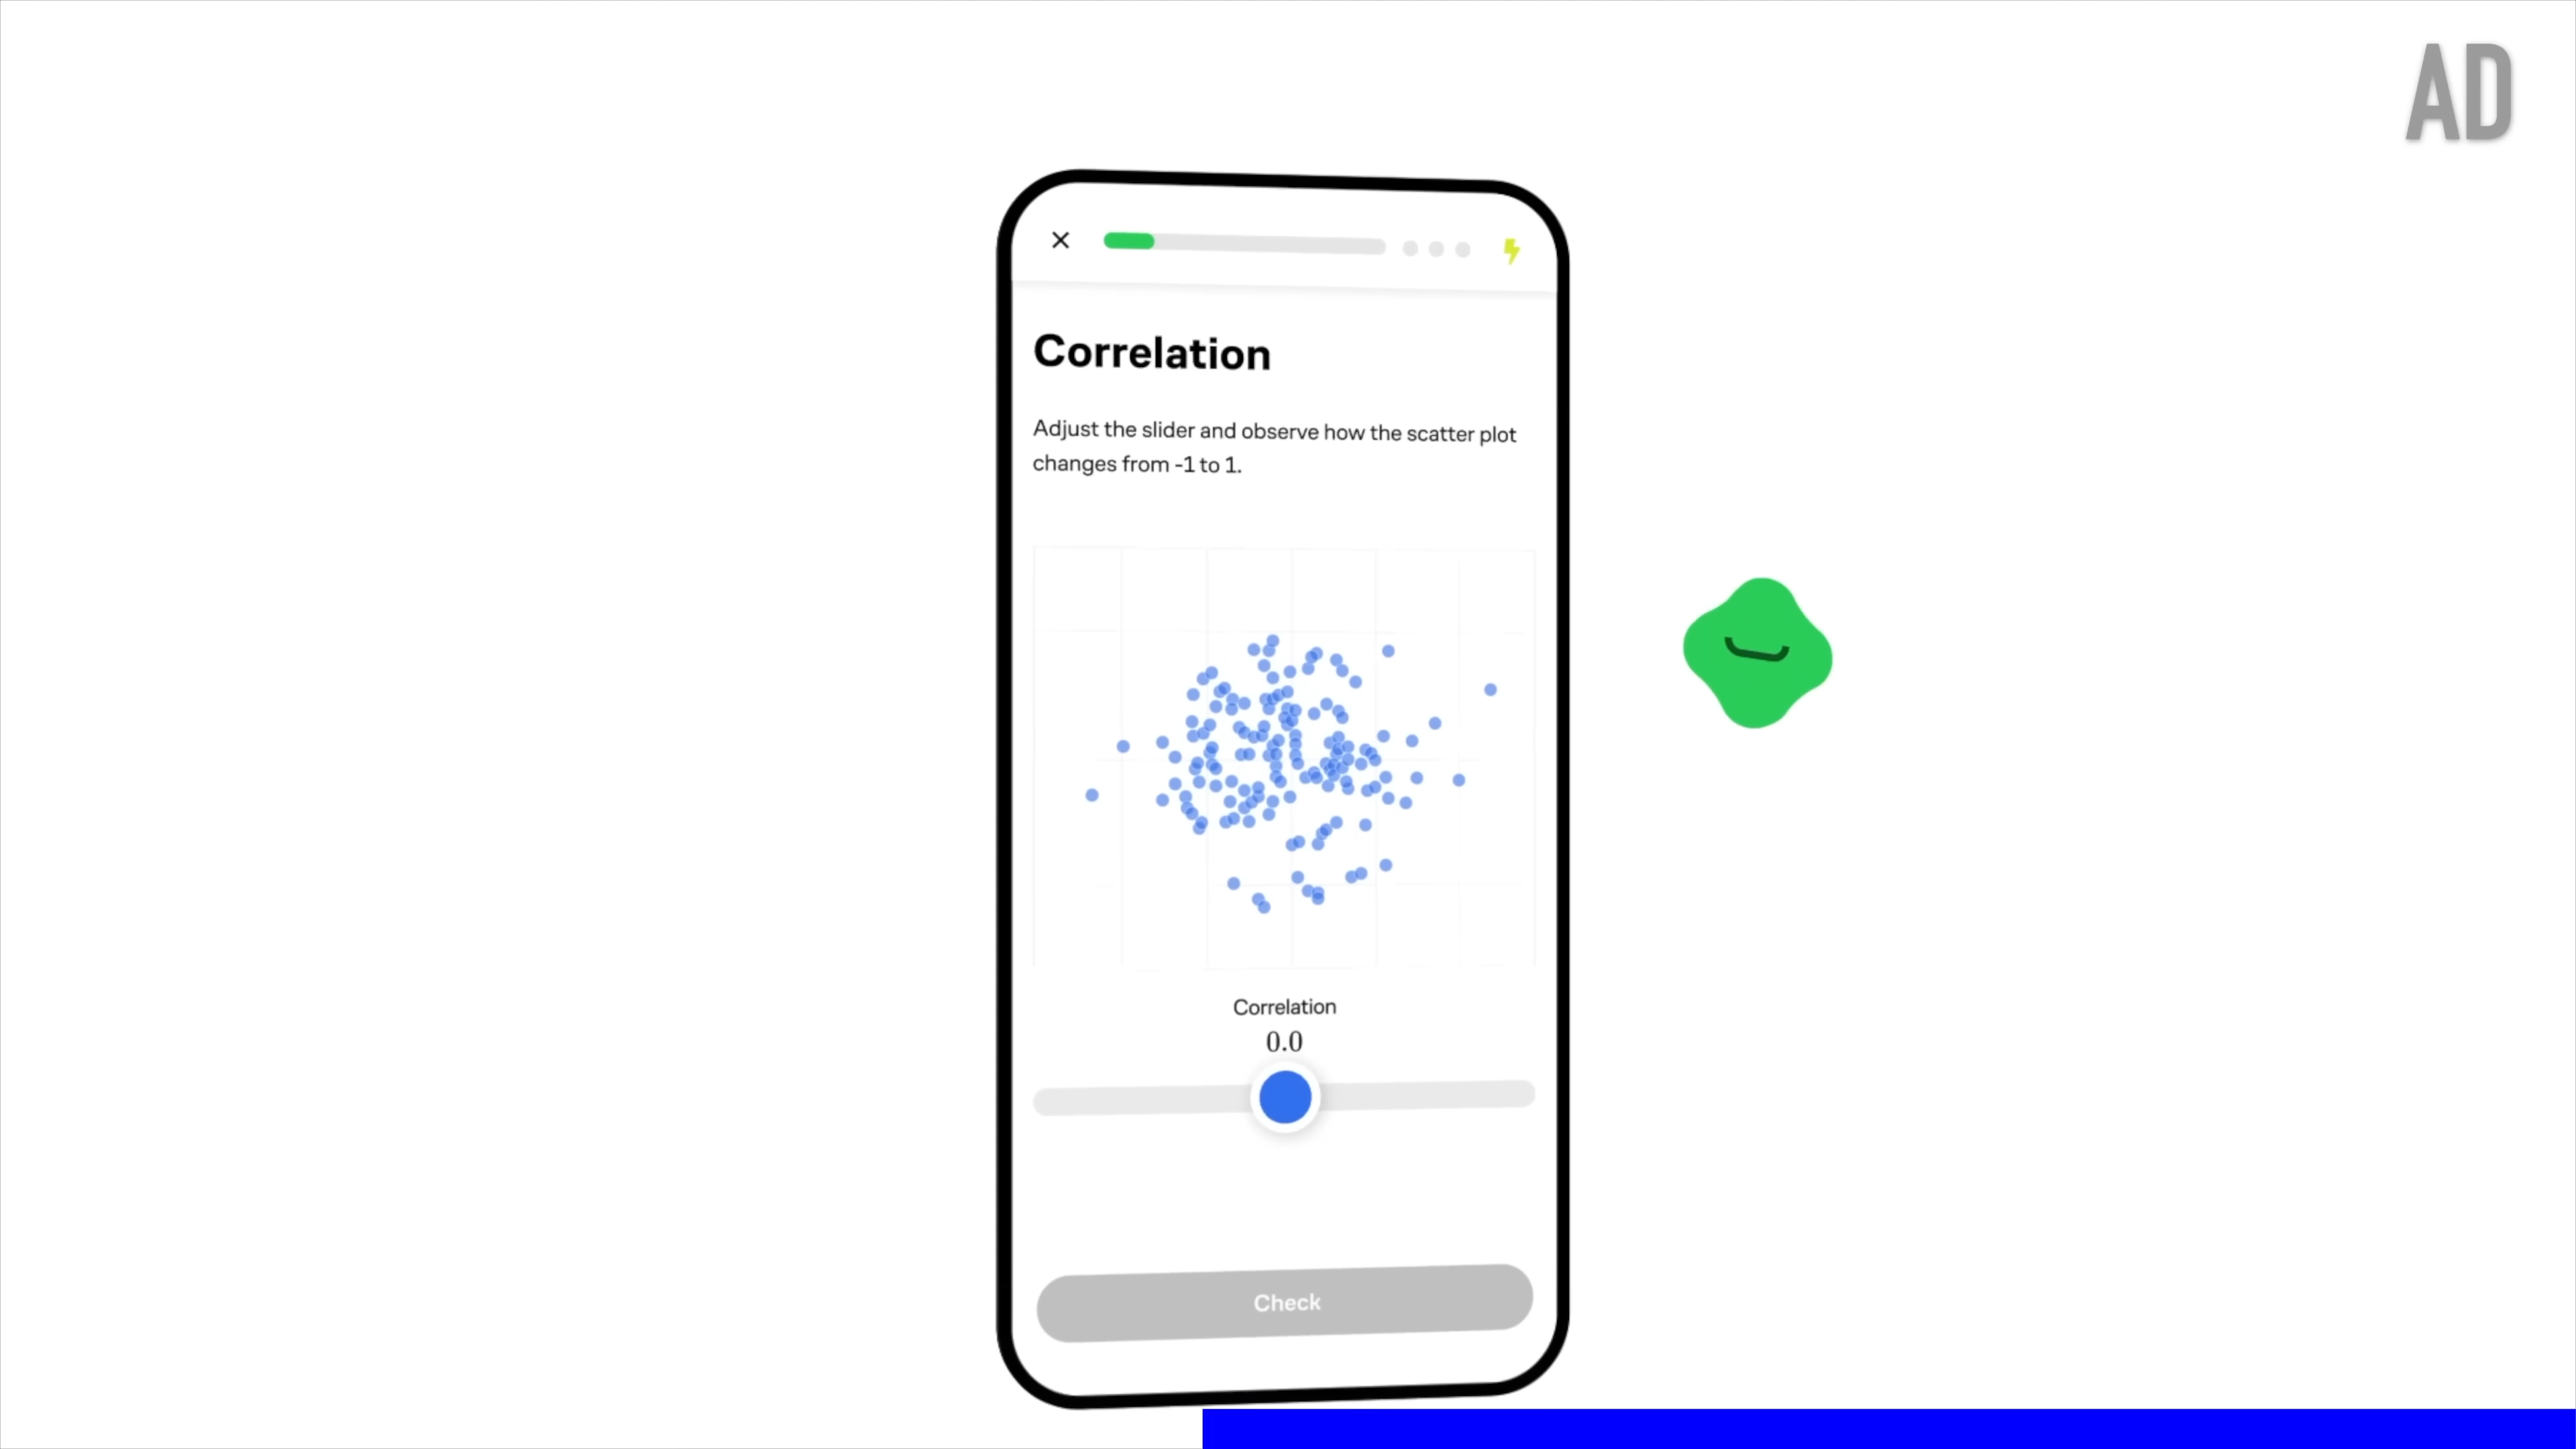 AD
Correlation
Adjust the slider and observe how the scatter plot
changes from -1 to 1.
Correlation
0.0
Check